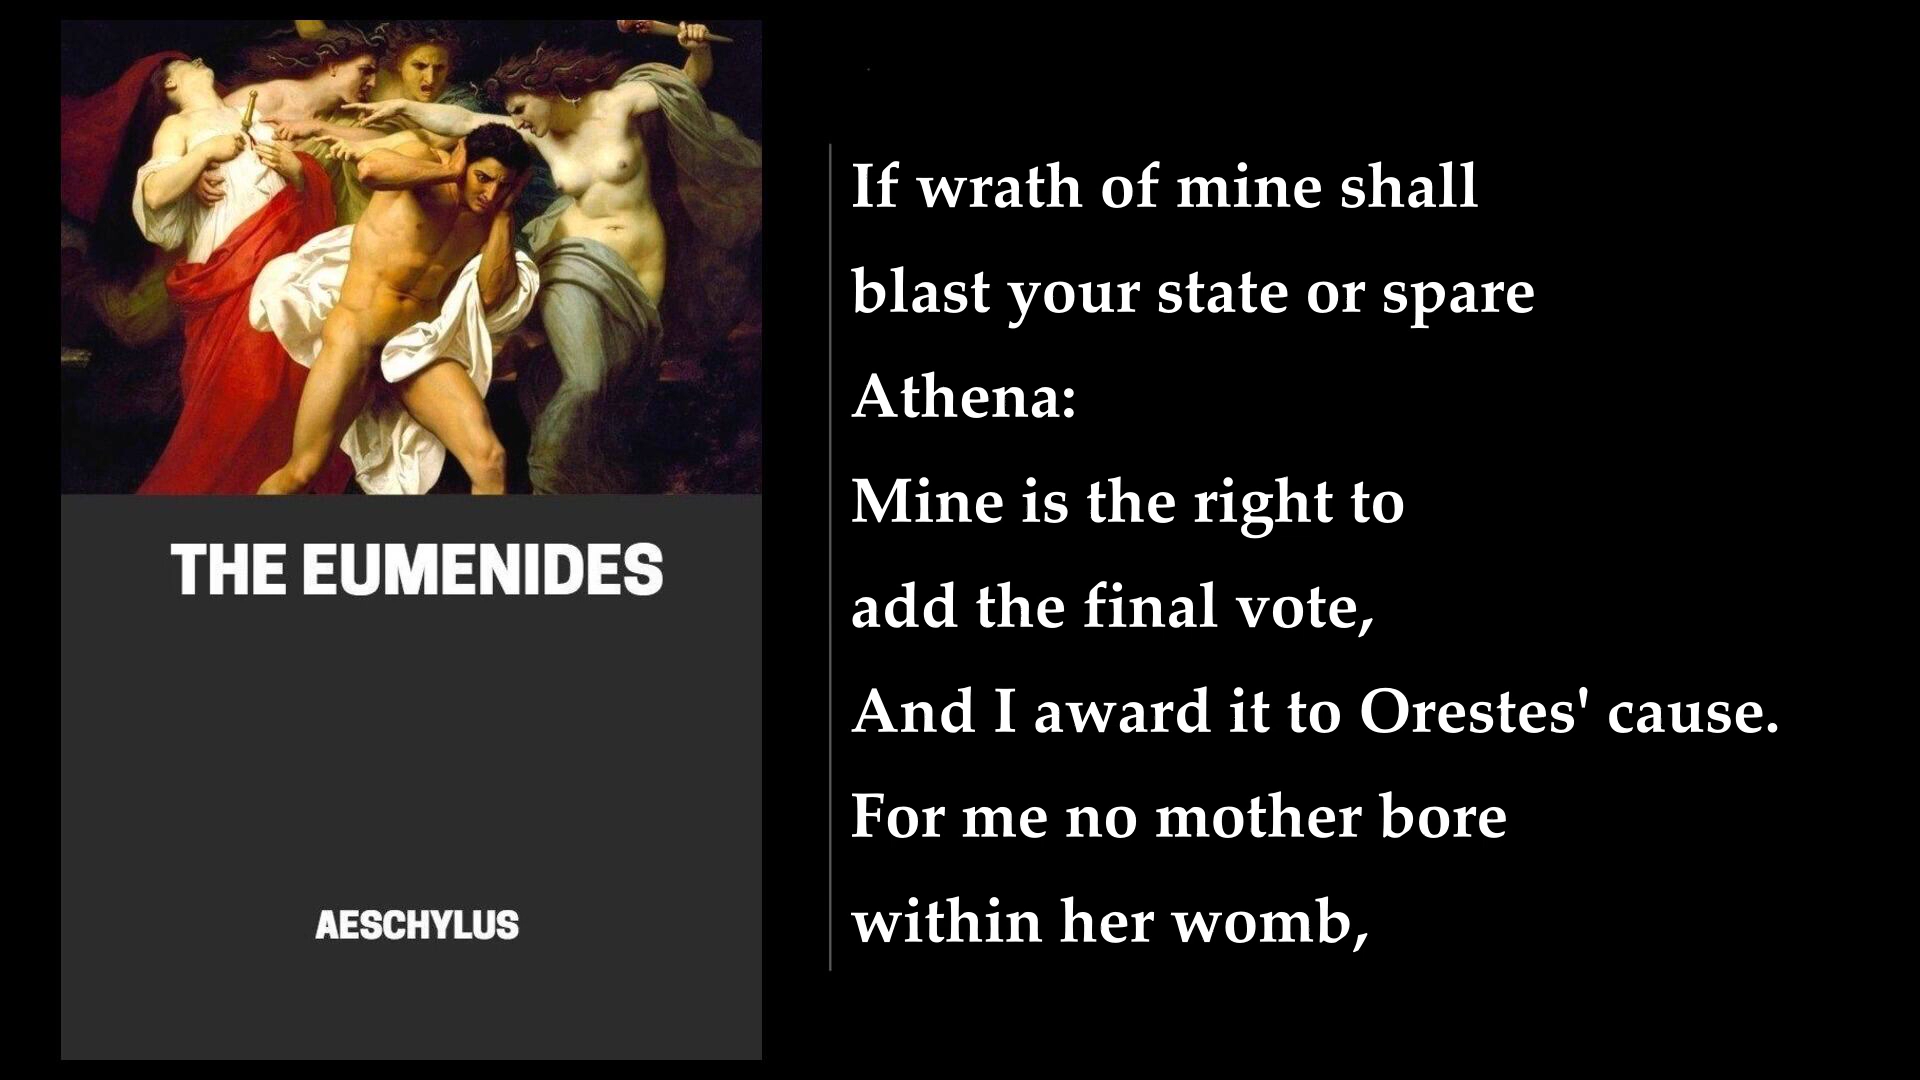 THE EUMENIDES
AESCHYLUS
If wrath of mine shall
blast your state or spare
Athena:
Mine is the right to
add the final vote,
And I award it to Orestes' cause.
For me no mother bore
within her womb,